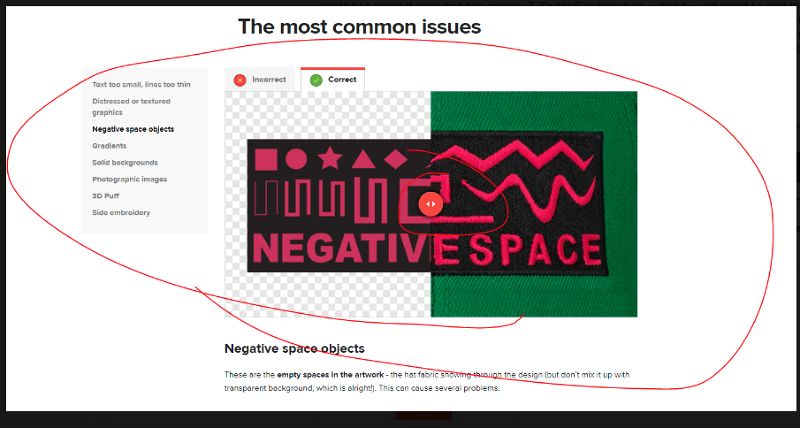 The most common issues
Text too small, lines too thin
Distressed or textured
graphics
Negative space objects
Gradients
Solid backgrounds
Photographic images
3D Puff
Side embroidery
Incorrect
Correct
NEGATIVE SPACE
Negative space objects
These are the empty spaces in the artwork - the hat fabric showing through the design (but don't mix it up with
transparent background, which is alright!). This can cause several problems.